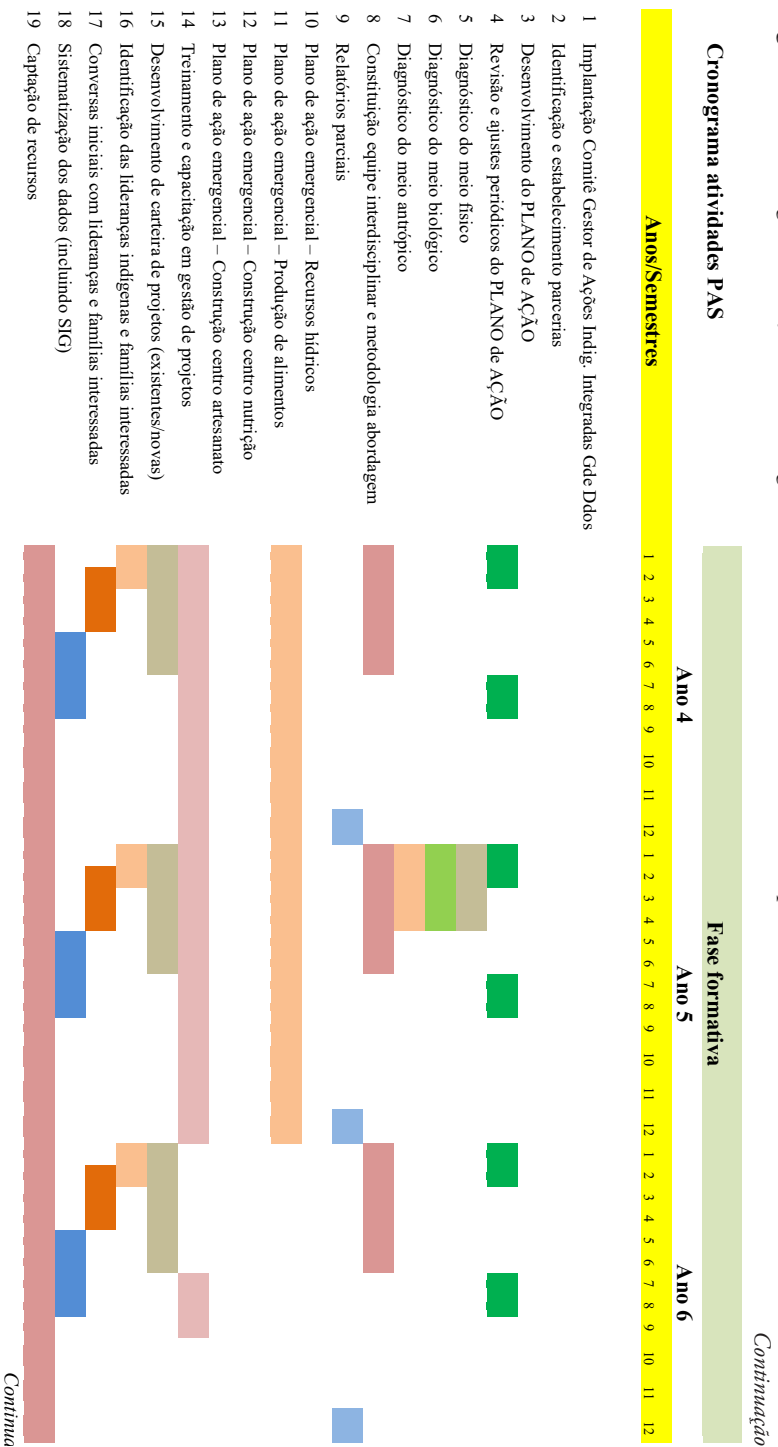 Continuação
Cronograma atividades PAS
Fase formativa
Ano 4
Ano 5
Ano 6
Anos/Semestres
1 2 3 4 5 6 7 8 9 10 11 12 1 2 3 4 5 6 7 8 9 10 11 12 1 2 3 4 5 6 7 8 9 10 11 12
1 Implantação Comitê Gestor de Ações Indig. Integradas Gde Ddos
2 Identificação e estabelecimento parcerias
3 Desenvolvimento do PLANO de AÇÃO
4 Revisão e ajustes periódicos do PLANO de AÇÃO
5 Diagnóstico do meio físico
6 Diagnóstico do meio biológico
7 Diagnóstico do meio antrópico
8 Constituição equipe interdisciplinar e metodologia abordagem
9 Relatórios parciais
10 Plano de ação emergencial – Recursos hídricos
11 Plano de ação emergencial – Produção de alimentos
12 Plano de ação emergencial – Construção centro nutrição
13 Plano de ação emergencial – Construção centro artesanato
14 Treinamento e capacitação em gestão de projetos
15 Desenvolvimento de carteira de projetos (existentes/novas)
16 Identificação das lideranças indígenas e famílias interessadas
17 Conversas iniciais com lideranças e famílias interessadas
18 Sistematização dos dados (incluindo SIG)
19 Captação de recursos
Continua